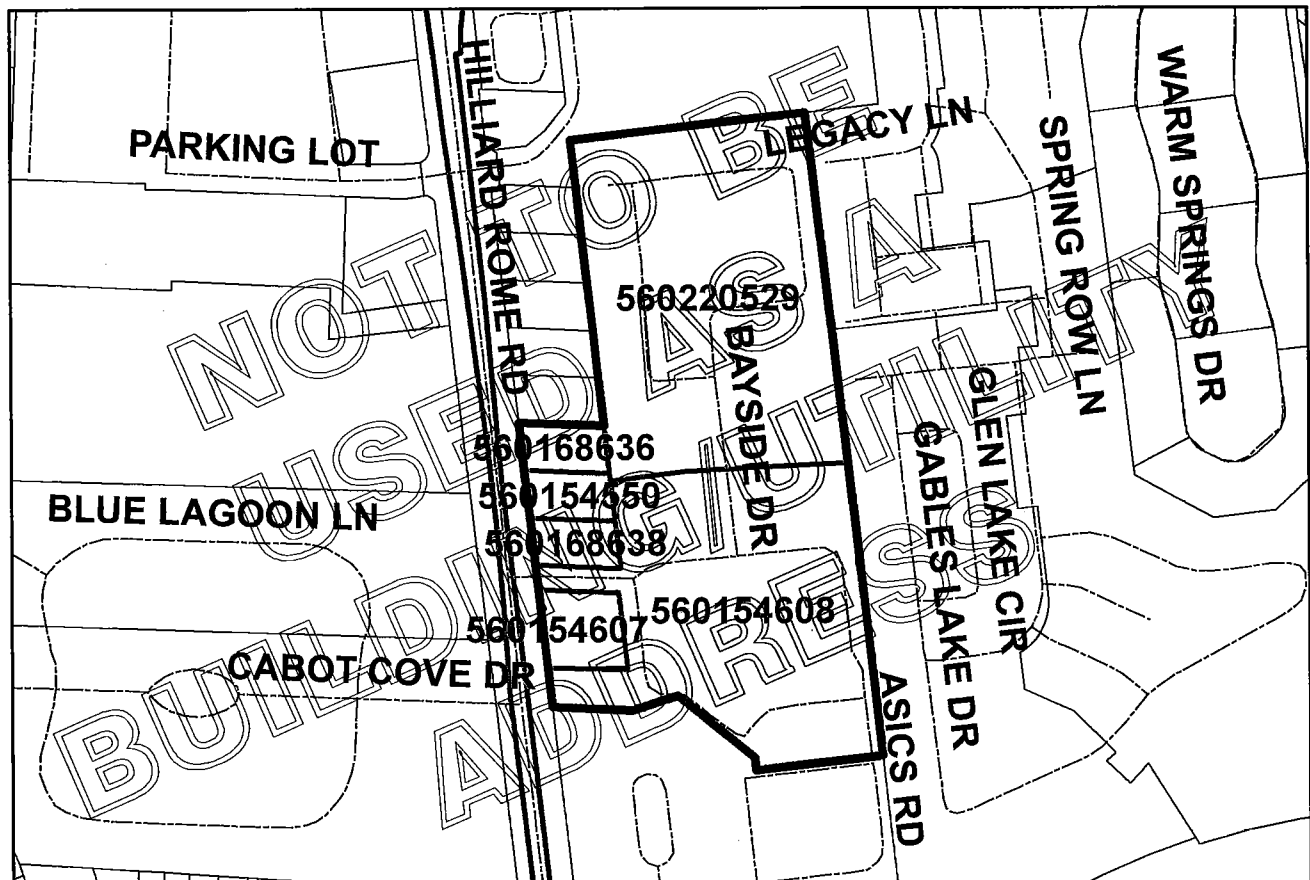 PARKING LOT
HILLIARD ROME RD
LEGACY LN
SPRING ROW LN
WARM SPRINGS DR
560220529
BAYSIDE DR
560168636
560154550
560168638
560154607
560154608
BLUE LAGOON LN
CABOT COVE DR
GLEN LAKE CIR
GABLES LAKE DR
ASICS RD
NOT TO BE
USED AS A
BUILDING/UTILITY
ADDRESS